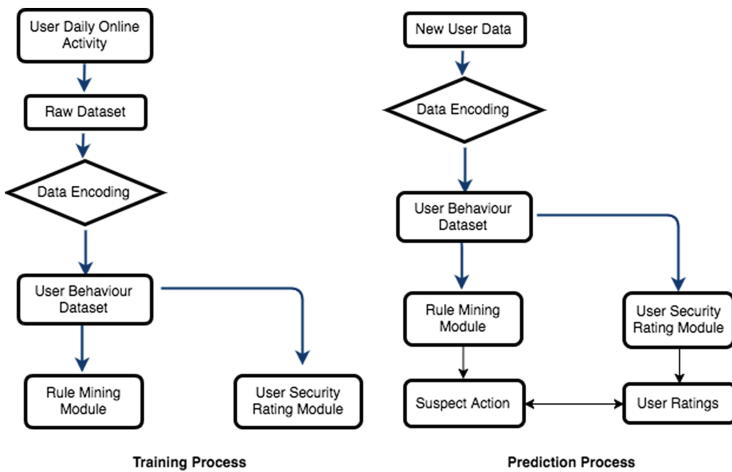 User Daily Online
Activity
Raw Dataset
Data Encoding
User Behaviour
Dataset
Rule Mining
Module
User Security
Rating Module
Training Process
New User Data
Data Encoding
User Behaviour
Dataset
Rule Mining
Module
User Security
Rating Module
Suspect Action
User Ratings
Prediction Process